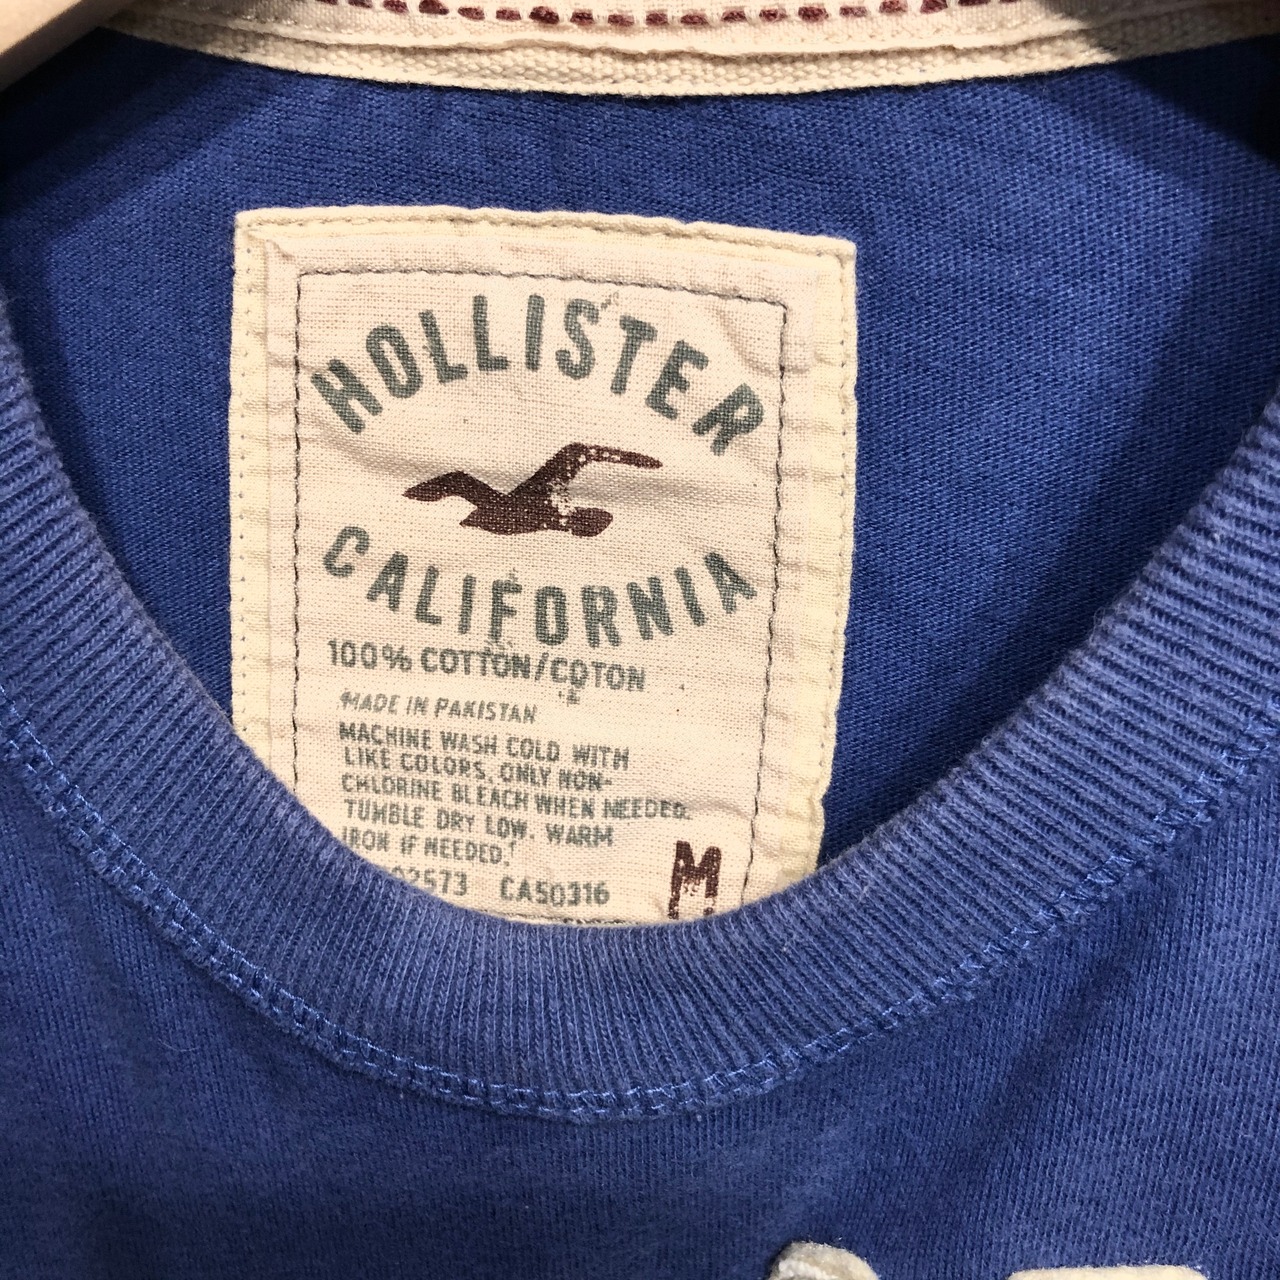 HOLLISTER
CALIFORNIA
100% COTTON/COTON
MADE IN PAKISTAN
MACHINE WASH COLD WITH
LIKE COLORS, ONLY NON-
CHLORINE BLEACH WHEN NEEDED.
TUMBLE DRY LOW. WARM
IRON IF NEEDED.
02573 CA50316
M